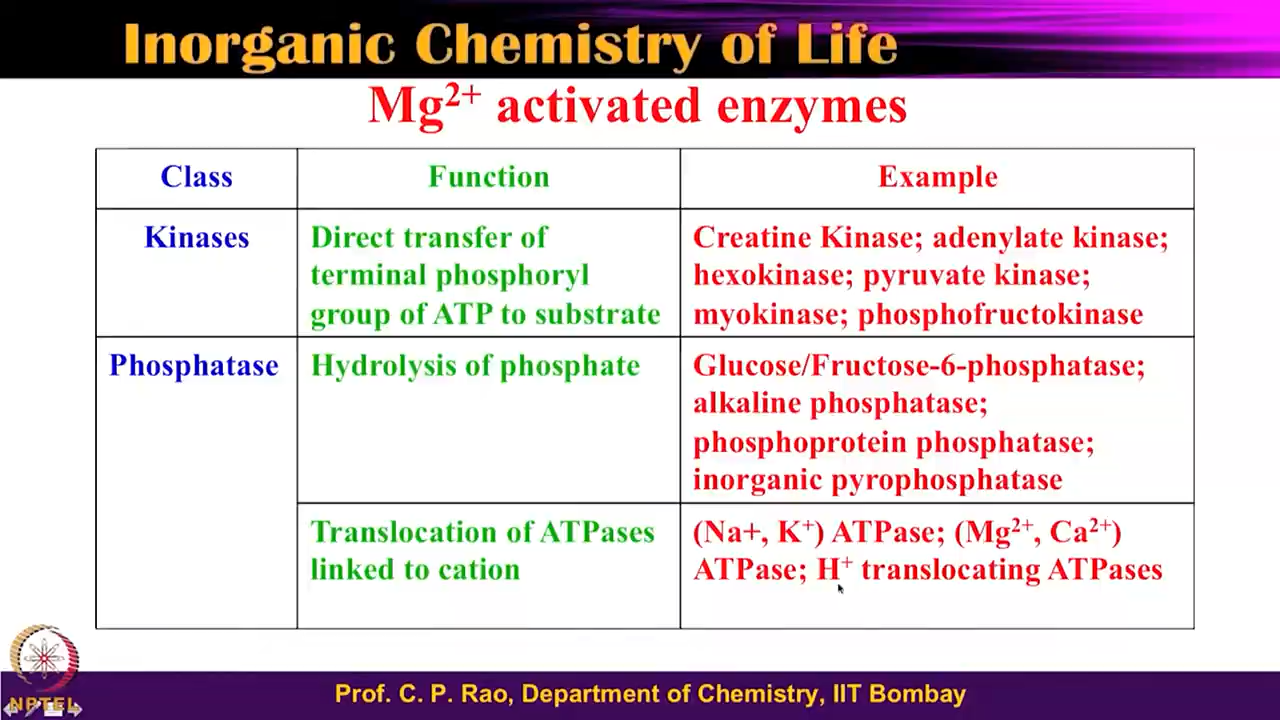 Inorganic Chemistry of Life
Mg²⁺ activated enzymes
Class
Function
Example
Kinases
Direct transfer of
terminal phosphoryl
group of ATP to substrate
Creatine Kinase; adenylate kinase;
hexokinase; pyruvate kinase;
myokinase; phosphofructokinase
Phosphatase
Hydrolysis of phosphate
Glucose/Fructose-6-phosphatase;
alkaline phosphatase;
phosphoprotein phosphatase;
inorganic pyrophosphatase
Translocation of ATPases
linked to cation
(Na+, K⁺) ATPase; (Mg²⁺, Ca²⁺)
ATPase; H⁺ translocating ATPases
NPTEL
Prof. C. P. Rao, Department of Chemistry, IIT Bombay